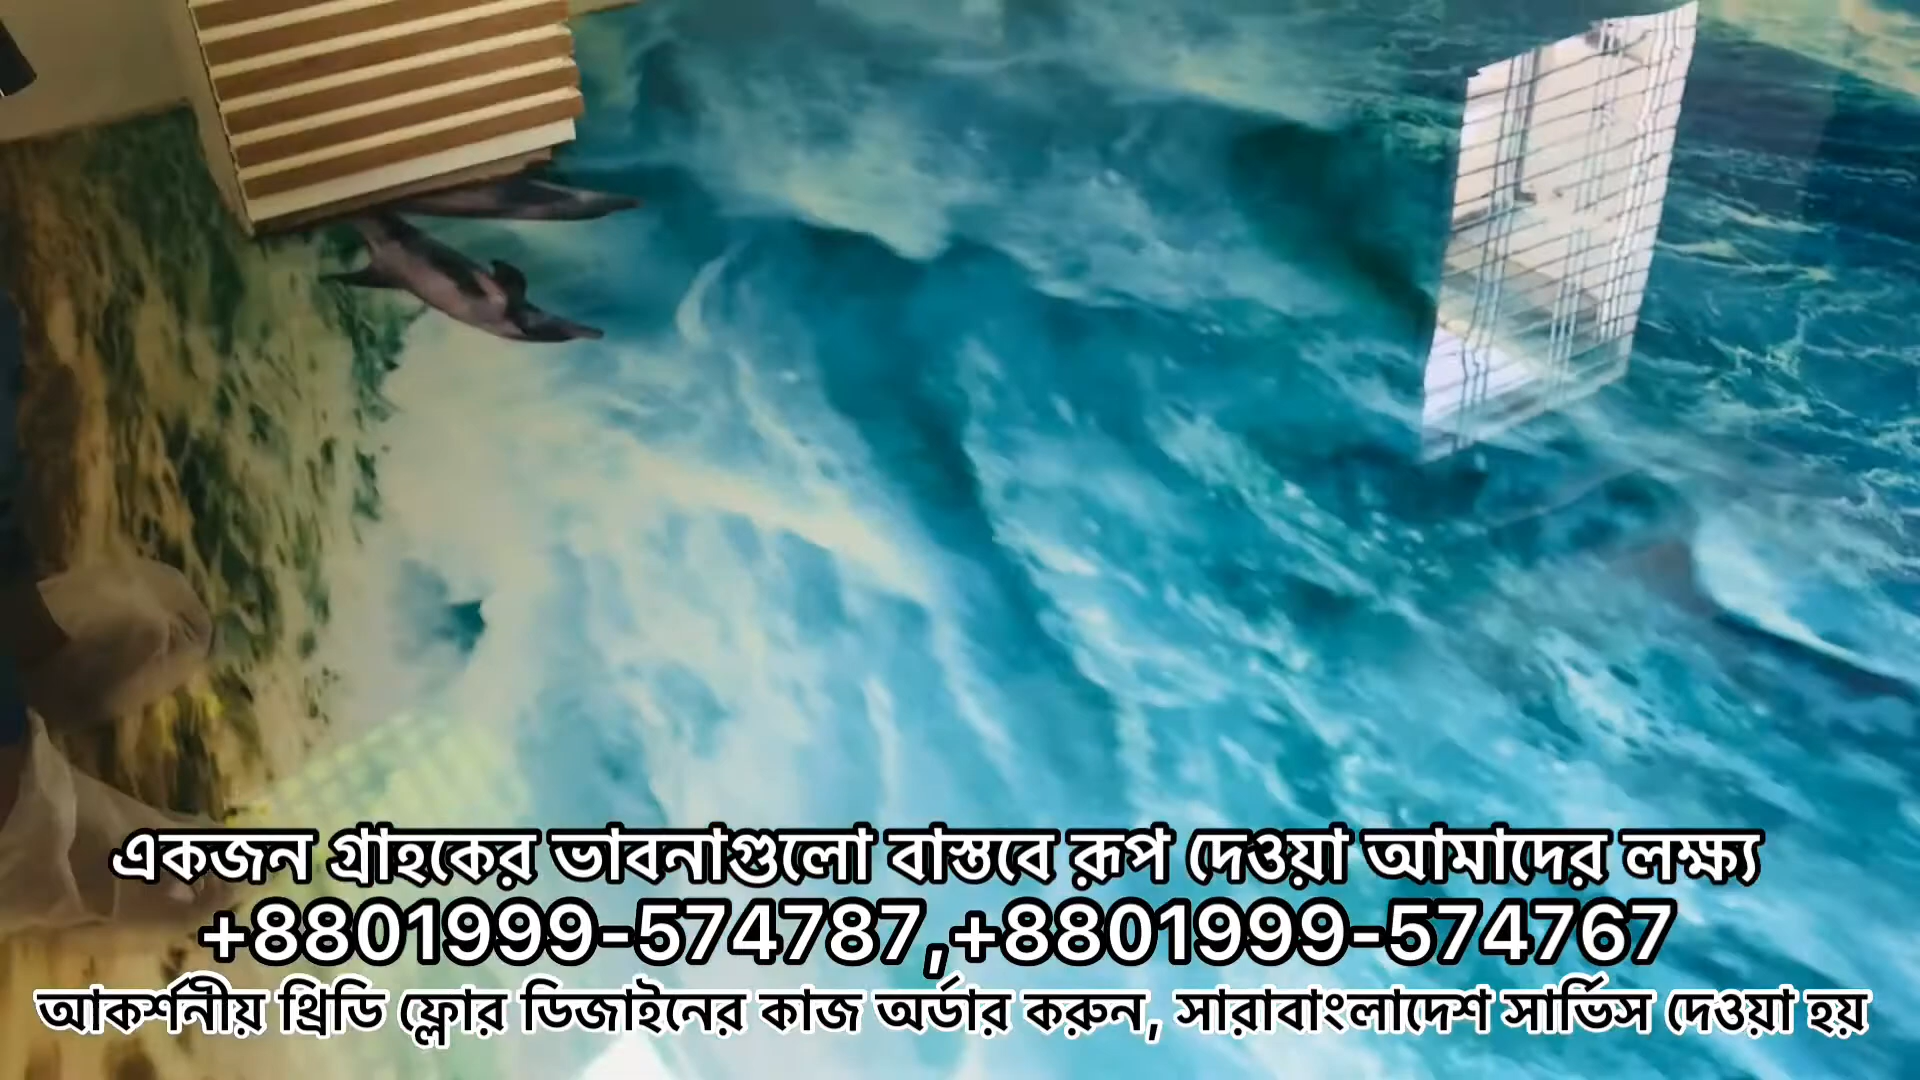 একজন গ্রাহকের ভাবনাগুলো বাস্তবে রূপ দেওয়া আমাদের লক্ষ্য
+8801999-574787,+8801999-574767
আকর্শনীয় থ্রিডি ফ্লোর ডিজাইনের কাজ অর্ডার করুন, সারাবাংলাদেশ সার্ভিস দেওয়া হয়